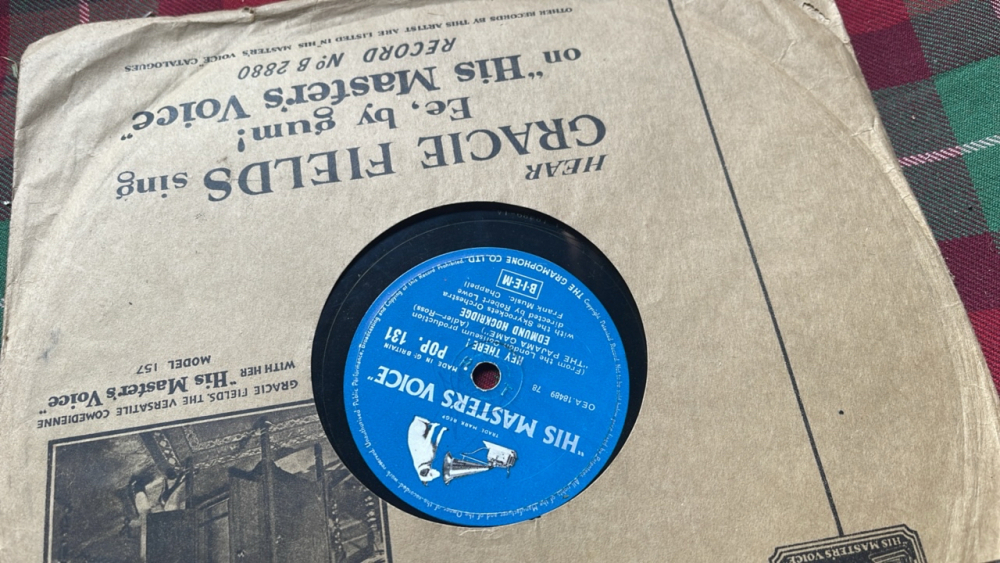 HEAR
GRACIE FIELDS sing
Ee, by gum!
on "His Master's Voice"
RECORD Nº B 2880
OTHER RECORDS BY THIS ARTIST ARE LISTED IN "HIS MASTER'S VOICE" CATALOGUES
GRACIE FIELDS, THE VERSATILE COMEDIENNE
WITH HER "His Master's Voice"
MODEL 157
"HIS MASTER'S VOICE"
TRADE MARK REGD
"HIS MASTER'S VOICE"
MADE IN GT. BRITAIN
POP. 131
OEA 18489
78
HEY THERE!
(From the London Coliseum production
"THE PAJAMA GAME") (Adler—Ross)
EDMUND HOCKRIDGE
with the Skyrockets Orchestra
directed by Robert Lowe
Frank Music, Chappell
B·I·E·M
THE GRAMOPHONE CO. LTD.